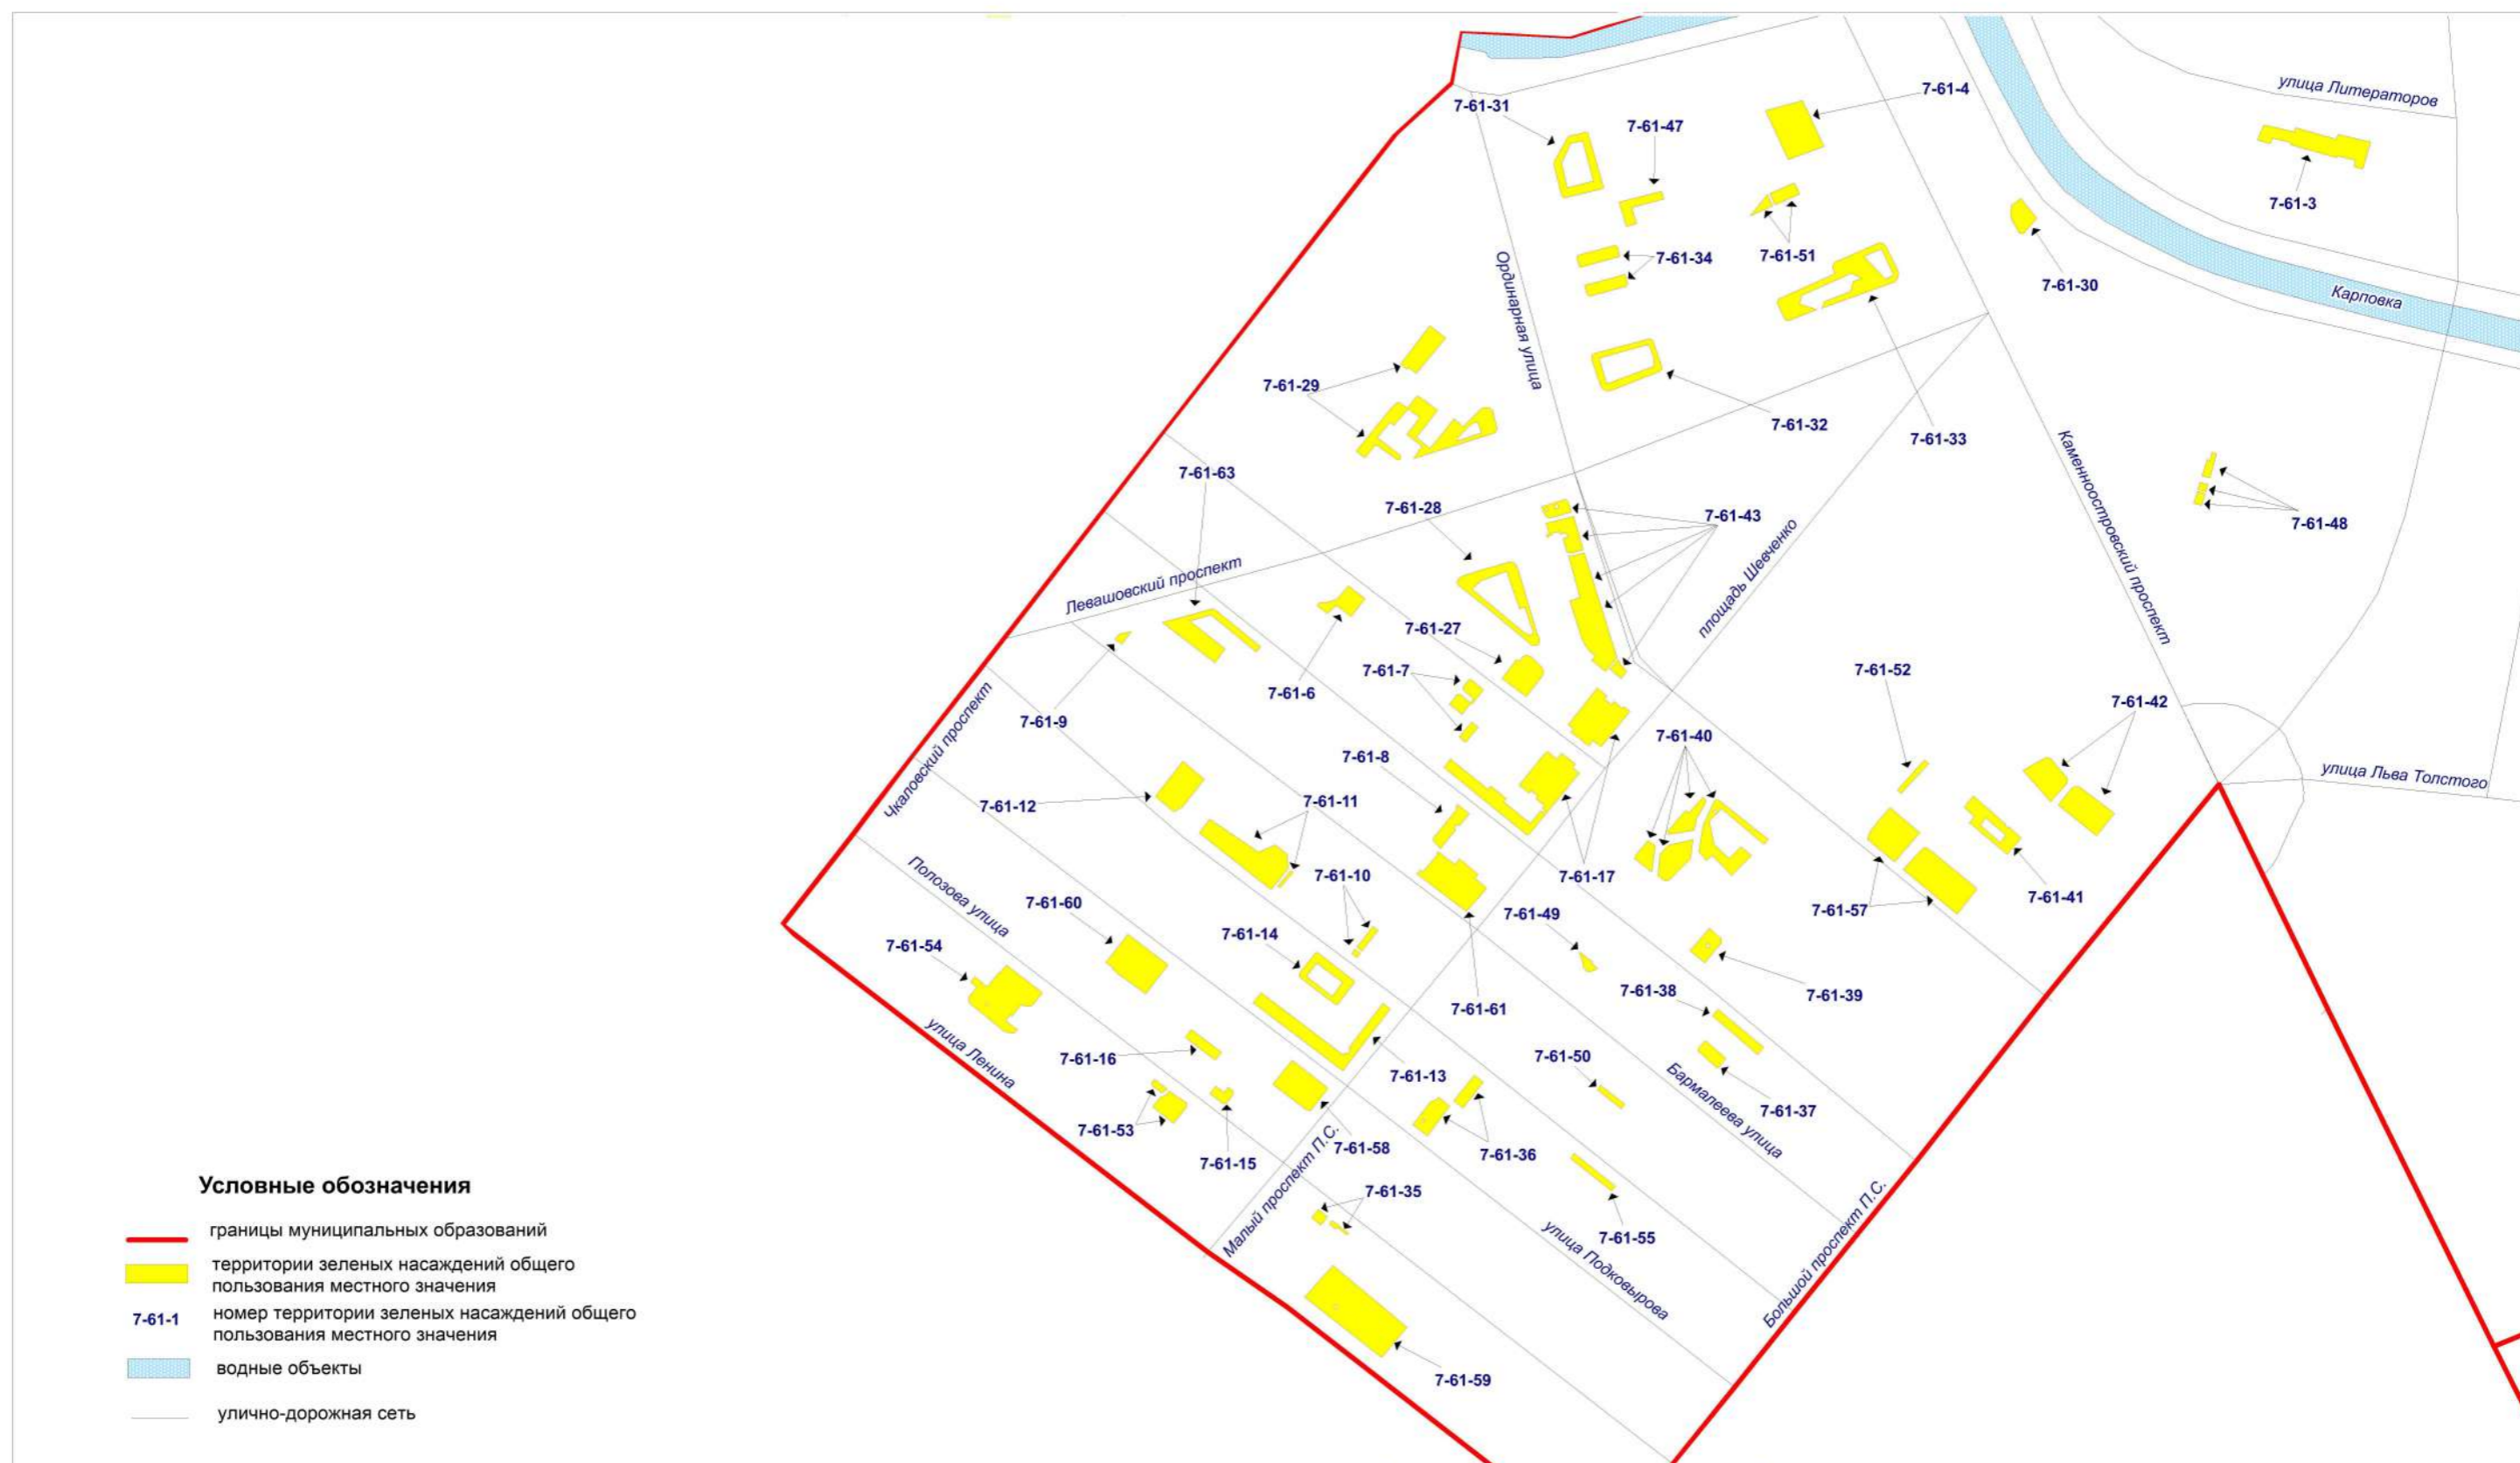 7-61-4
улица Литераторов
7-61-31
7-61-47
7-61-3
7-61-34
7-61-51
7-61-30
Карповка
Ординарная улица
7-61-29
7-61-32
7-61-33
Каменноостровский проспект
7-61-63
7-61-28
7-61-43
7-61-48
площадь Шевченко
Левашовский проспект
7-61-27
7-61-7
7-61-52
7-61-6
7-61-42
7-61-9
7-61-40
Чкаловский проспект
7-61-8
улица Льва Толстого
7-61-12
7-61-11
7-61-10
7-61-17
7-61-41
Полозова улица
7-61-60
7-61-49
7-61-57
7-61-14
7-61-54
7-61-38
7-61-39
7-61-61
улица Ленина
7-61-16
7-61-50
7-61-13
Бармалеева улица
7-61-37
7-61-53
7-61-58
7-61-36
7-61-15
Малый проспект П.С.
7-61-35
7-61-55
улица Подковырова
Большой проспект П.С.
7-61-59
Условные обозначения
границы муниципальных образований
территории зеленых насаждений общего
пользования местного значения
7-61-1
номер территории зеленых насаждений общего
пользования местного значения
водные объекты
улично-дорожная сеть